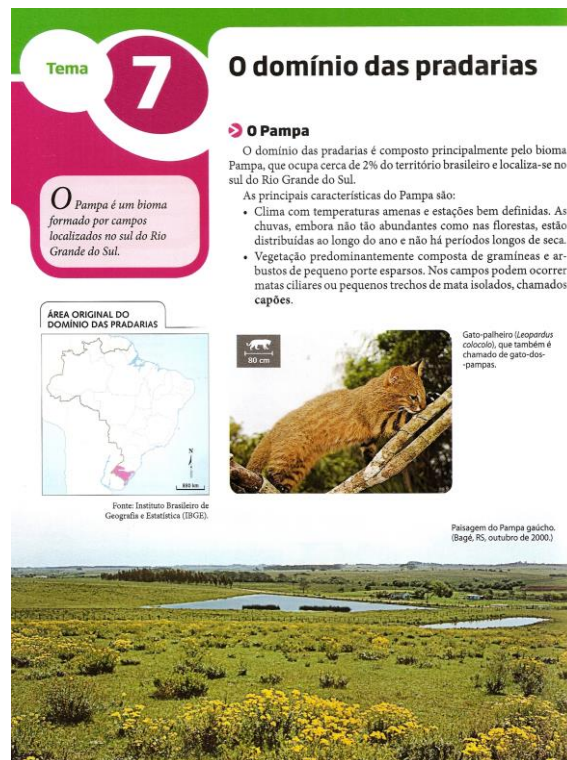 Tema
7
O domínio das pradarias
O Pampa
O domínio das pradarias é composto principalmente pelo bioma
Pampa, que ocupa cerca de 2% do território brasileiro e localiza-se no
sul do Rio Grande do Sul.
As principais características do Pampa são:
• Clima com temperaturas amenas e estações bem definidas. As
chuvas, embora não tão abundantes como nas florestas, estão
distribuídas ao longo do ano e não há períodos longos de seca.
• Vegetação predominantemente composta de gramíneas e ar-
bustos de pequeno porte esparsos. Nos campos podem ocorrer
matas ciliares ou pequenos trechos de mata isolados, chamados
capões.
O Pampa é um bioma
formado por campos
localizados no sul do Rio
Grande do Sul.
ÁREA ORIGINAL DO
DOMÍNIO DAS PRADARIAS
N
880 km
Fonte: Instituto Brasileiro de
Geografia e Estatística (IBGE).
80 cm
Gato-palheiro (Leopardus
colocolo), que também é
chamado de gato-dos-
-pampas.
Paisagem do Pampa gaúcho.
(Bagé, RS, outubro de 2000.)